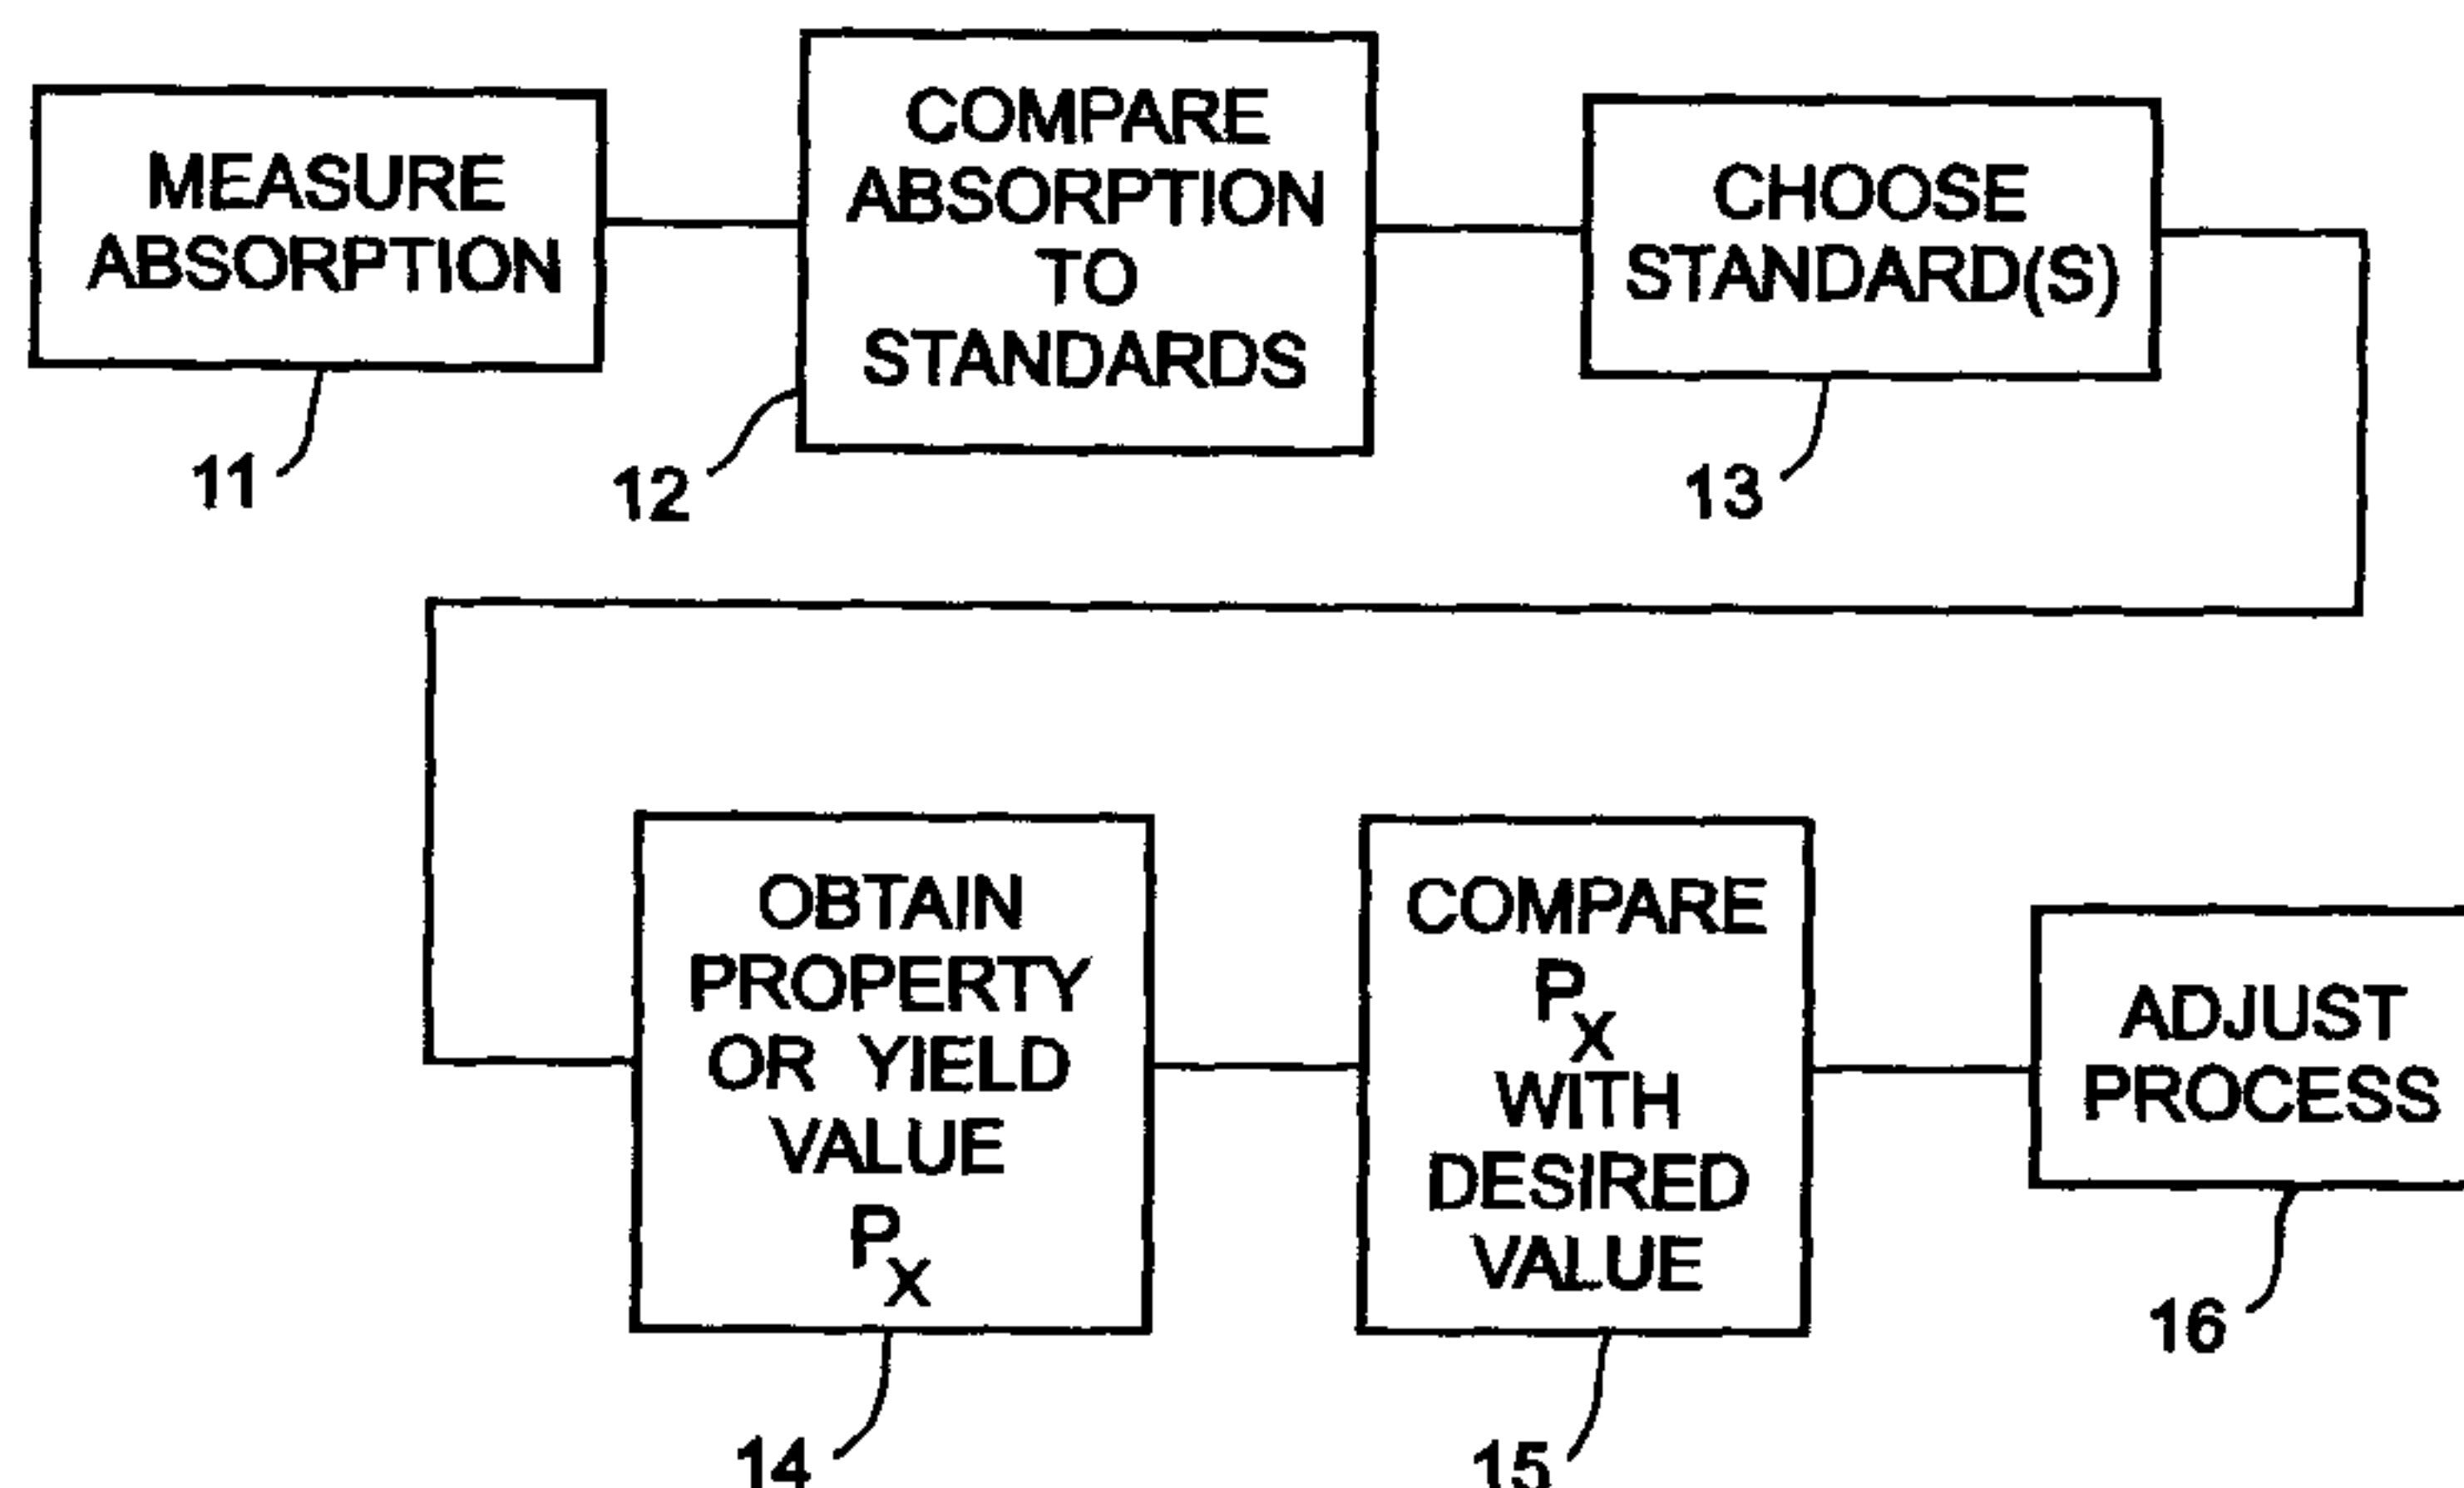 MEASURE
ABSORPTION
11
COMPARE
ABSORPTION
TO
STANDARDS
12
CHOOSE
STANDARD(S)
13
OBTAIN
PROPERTY
OR YIELD
VALUE
PX
14
COMPARE
PX
WITH
DESIRED
VALUE
15
ADJUST
PROCESS
16